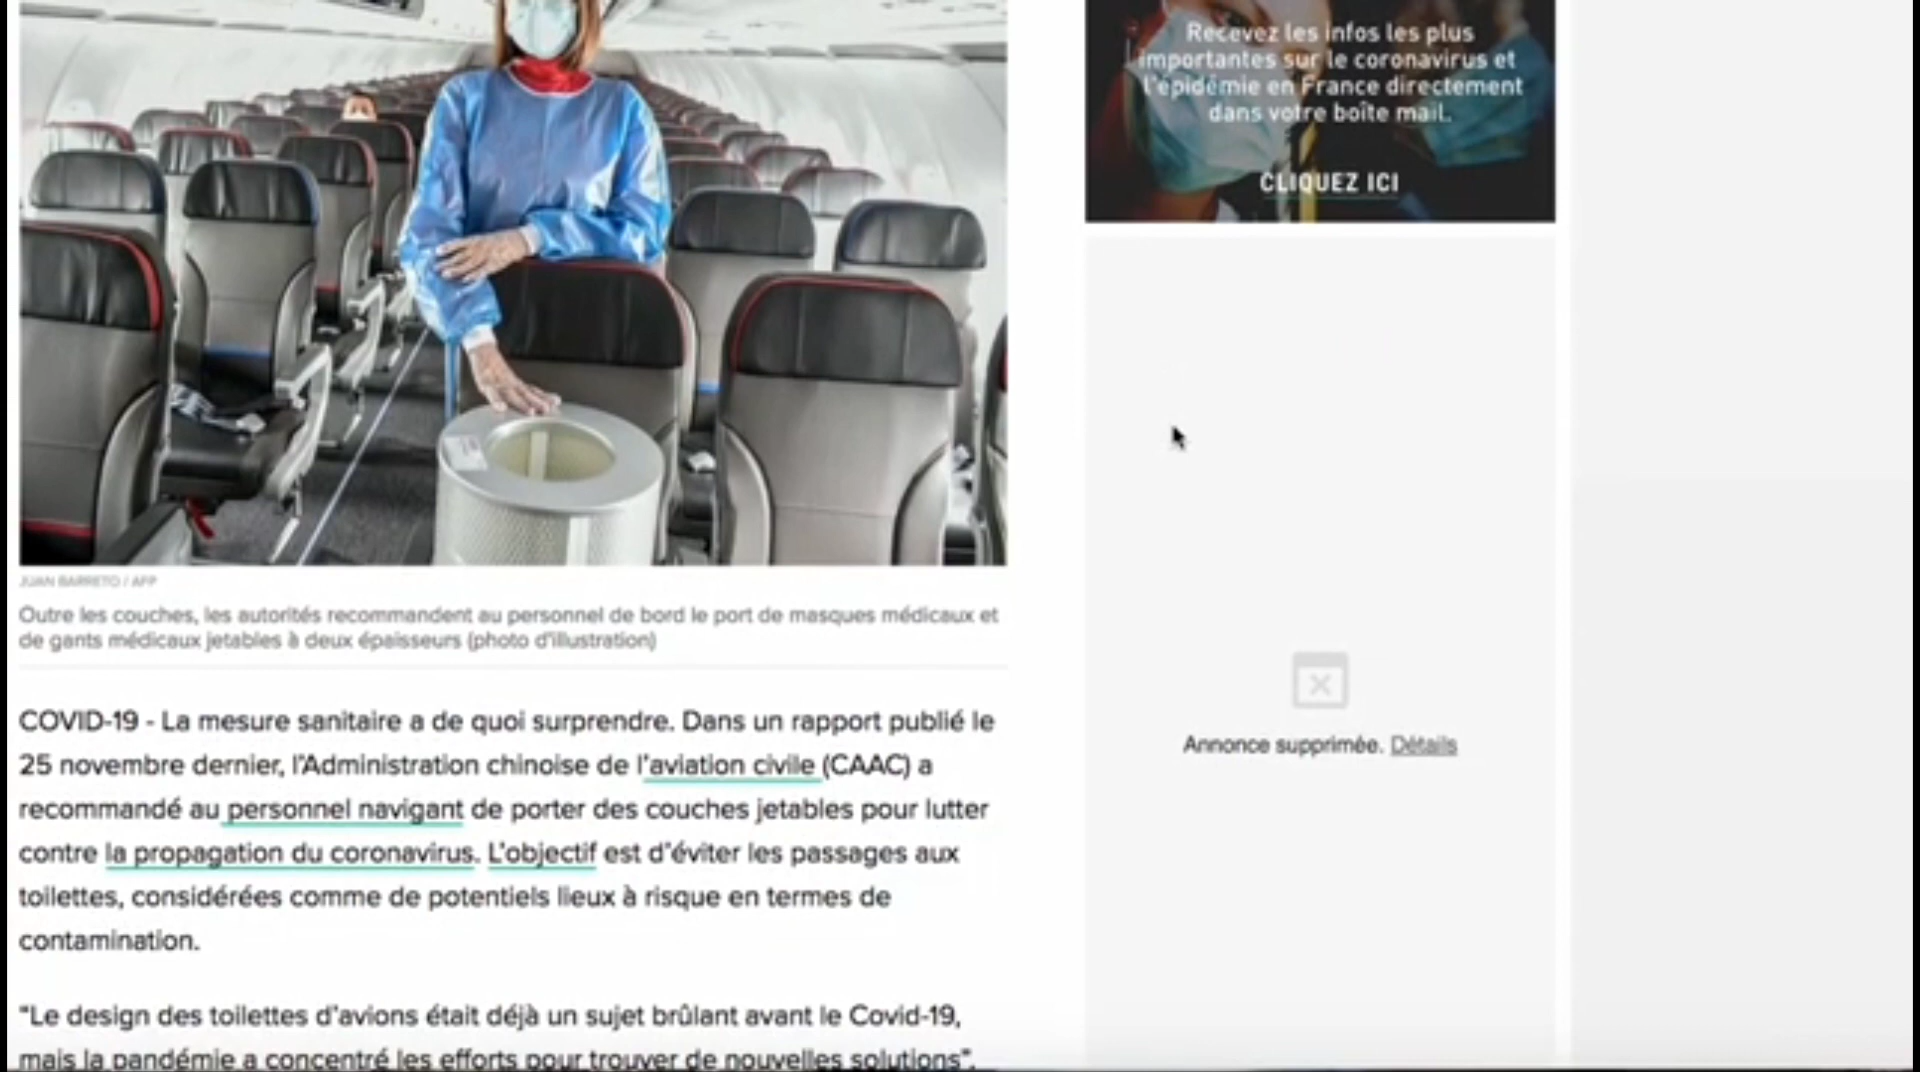 Recevez les infos les plus
importantes sur le coronavirus et
l'épidémie en France directement
dans votre boîte mail.
CLIQUEZ ICI
JUAN BARRETO / AFP
Outre les couches, les autorités recommandent au personnel de bord le port de masques médicaux et
de gants médicaux jetables à deux épaisseurs (photo d'illustration)
COVID-19 - La mesure sanitaire a de quoi surprendre. Dans un rapport publié le
25 novembre dernier, l'Administration chinoise de l'aviation civile (CAAC) a
recommandé au personnel navigant de porter des couches jetables pour lutter
contre la propagation du coronavirus. L'objectif est d'éviter les passages aux
toilettes, considérées comme de potentiels lieux à risque en termes de
contamination.
"Le design des toilettes d'avions était déjà un sujet brûlant avant le Covid-19,
mais la pandémie a concentré les efforts pour trouver de nouvelles solutions",
Annonce supprimée. Détails